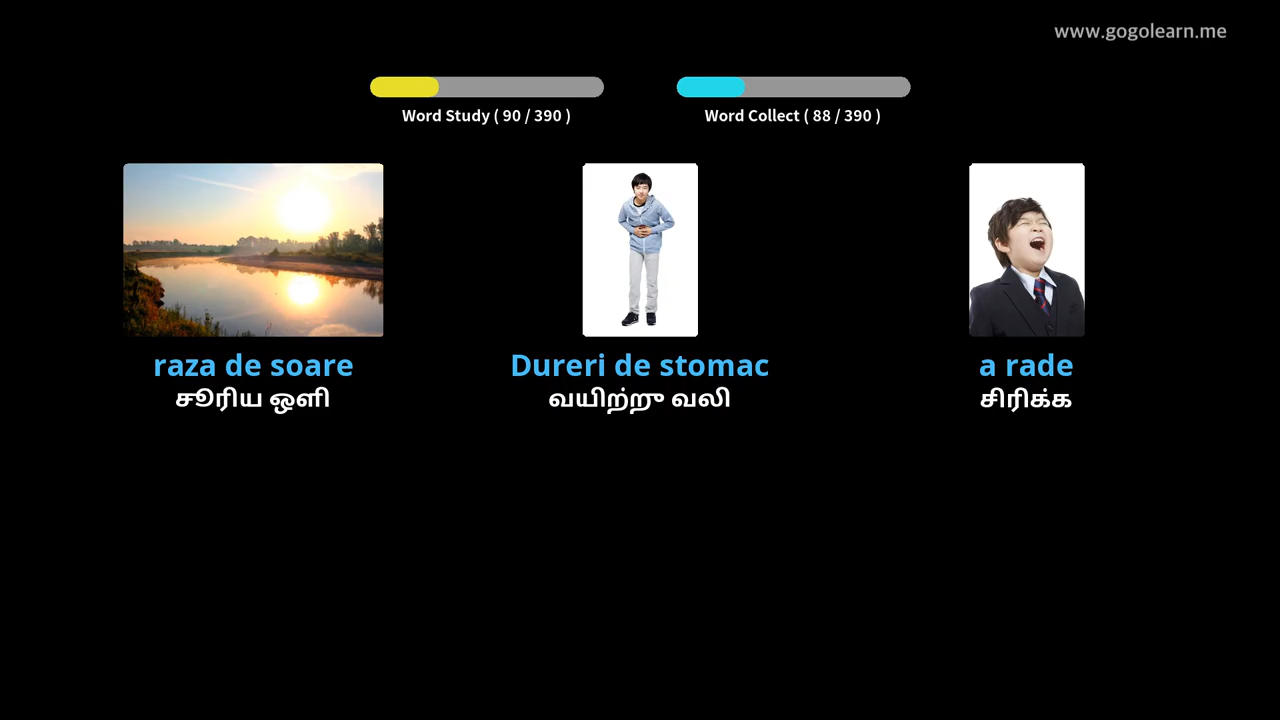 www.gogolearn.me
Word Study ( 90 / 390 )
Word Collect ( 88 / 390 )
raza de soare
சூரிய ஒளி
Dureri de stomac
வயிற்று வலி
a rade
சிரிக்க